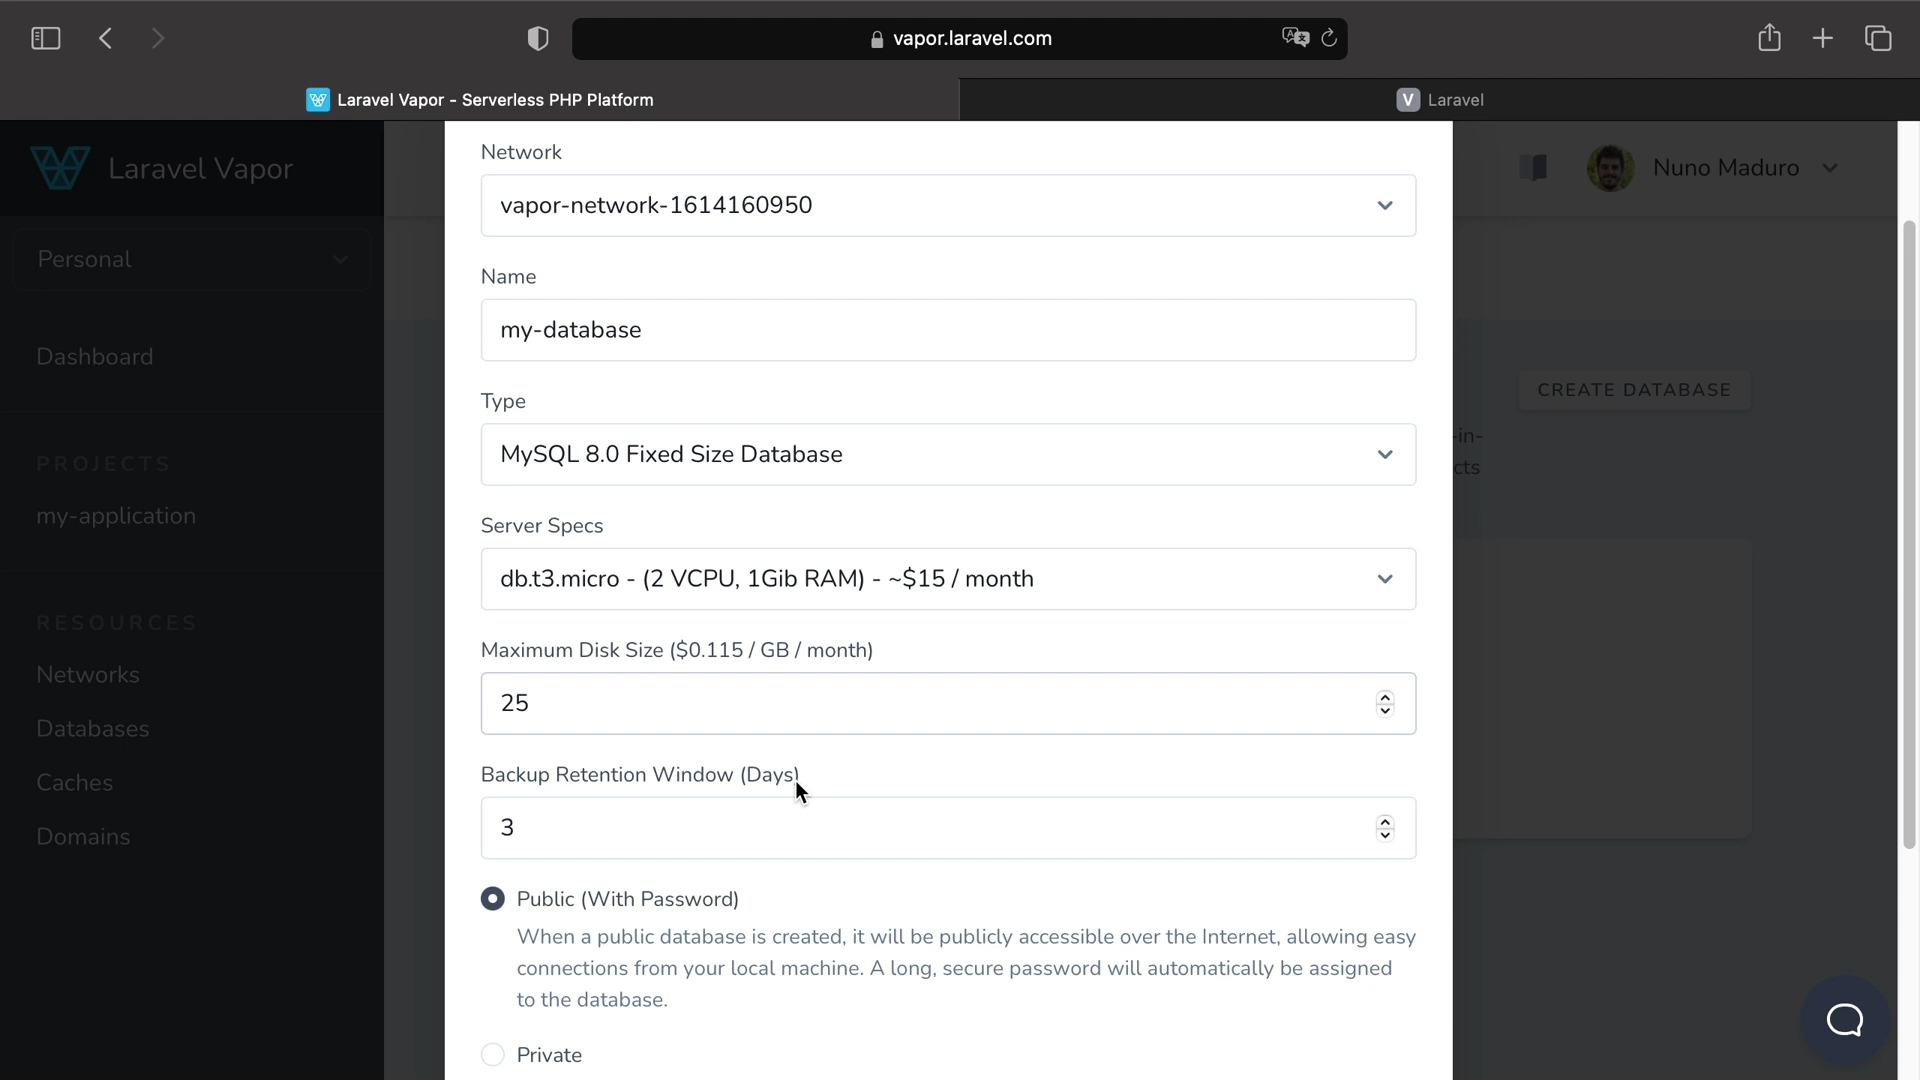 vapor.laravel.com
Laravel Vapor - Serverless PHP Platform
V Laravel
Laravel Vapor
Nuno Maduro
Personal
Dashboard
PROJECTS
my-application
RESOURCES
Networks
Databases
Caches
Domains
Network
vapor-network-1614160950
Name
my-database
Type
MySQL 8.0 Fixed Size Database
Server Specs
db.t3.micro - (2 VCPU, 1Gib RAM) - ~$15 / month
Maximum Disk Size ($0.115 / GB / month)
25
Backup Retention Window (Days)
3
Public (With Password)
When a public database is created, it will be publicly accessible over the Internet, allowing easy
connections from your local machine. A long, secure password will automatically be assigned
to the database.
Private
CREATE DATABASE
-in-
cts